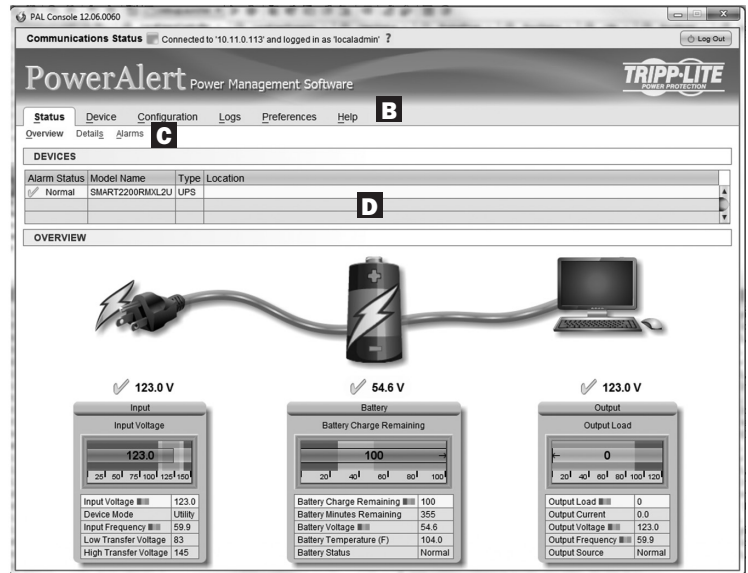 PAL Console 12.06.0060
Communications Status Connected to '10.11.0.113' and logged in as 'localadmin' ? Log Out
PowerAlert Power Management Software
TRIPP·LITE
POWER PROTECTION
Status Device Configuration Logs Preferences Help B
Overview Details Alarms C
DEVICES
Alarm Status Model Name Type Location
Normal SMART2200RMXL2U UPS
D
OVERVIEW
123.0 V 54.6 V 123.0 V
Input Battery Output
Input Voltage Battery Charge Remaining Output Load
123.0 100 0
25 50 75 100 125 150 20 40 60 80 100 20 40 60 80 100 120
Input Voltage 123.0 Battery Charge Remaining 100 Output Load 0
Device Mode Utility Battery Minutes Remaining 355 Output Current 0.0
Input Frequency 59.9 Battery Voltage 54.6 Output Voltage 123.0
Low Transfer Voltage 83 Battery Temperature (F) 104.0 Output Frequency 59.9
High Transfer Voltage 145 Battery Status Normal Output Source Normal